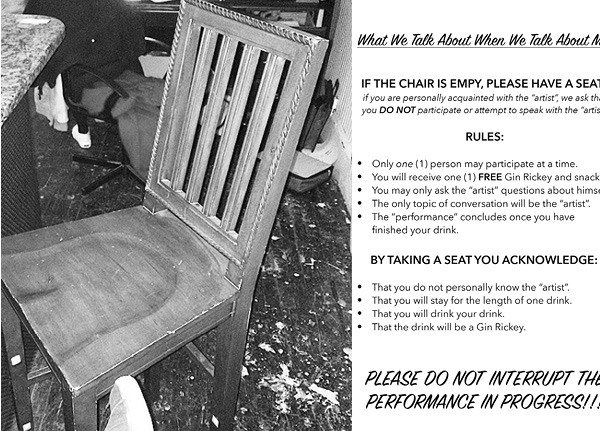 What We Talk About When We Talk About M
IF THE CHAIR IS EMPY, PLEASE HAVE A SEAT
if you are personally acquainted with the "artist", we ask tha
you DO NOT participate or attempt to speak with the "artis
RULES:
• Only one (1) person may participate at a time.
• You will receive one (1) FREE Gin Rickey and snack
• You may only ask the "artist" questions about himse
• The only topic of conversation will be the "artist".
• The "performance" concludes once you have
finished your drink.
BY TAKING A SEAT YOU ACKNOWLEDGE:
• That you do not personally know the "artist".
• That you will stay for the length of one drink.
• That you will drink your drink.
• That the drink will be a Gin Rickey.
PLEASE DO NOT INTERRUPT THE
PERFORMANCE IN PROGRESS!!!